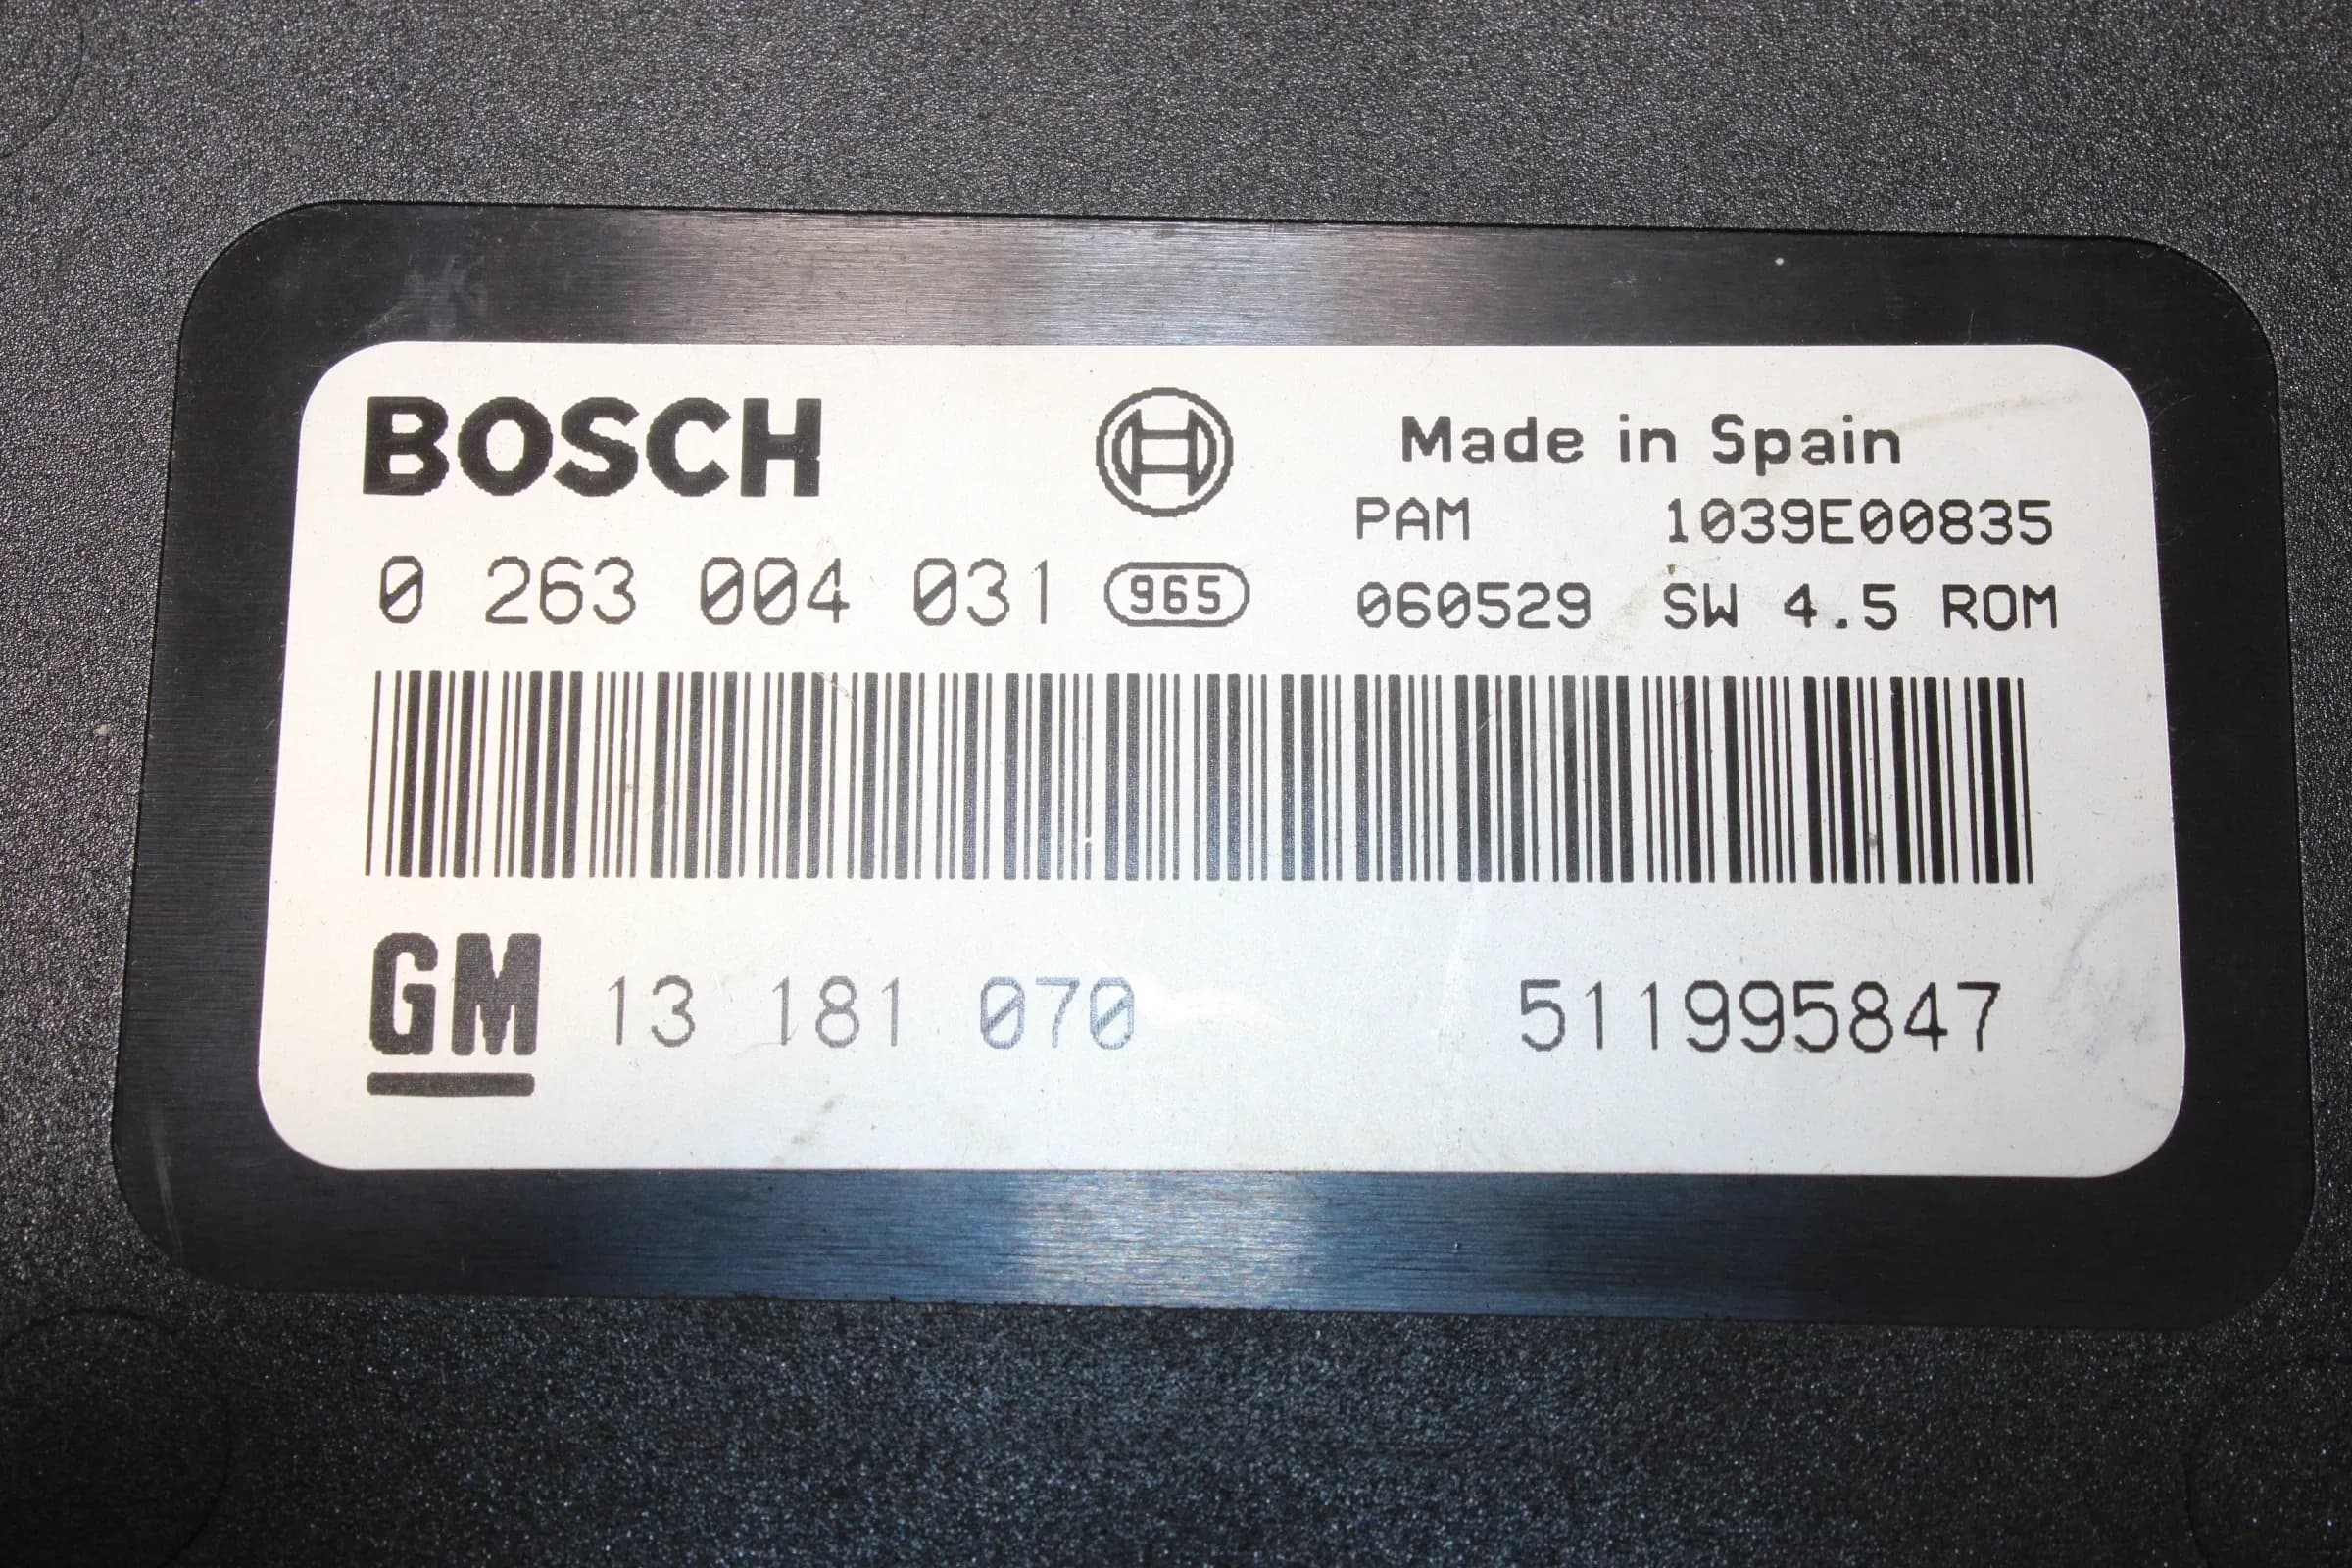 BOSCH Made in Spain
PAM 1039E00835
0 263 004 031 965 060529 SW 4.5 ROM
GM 13 181 070 511995847